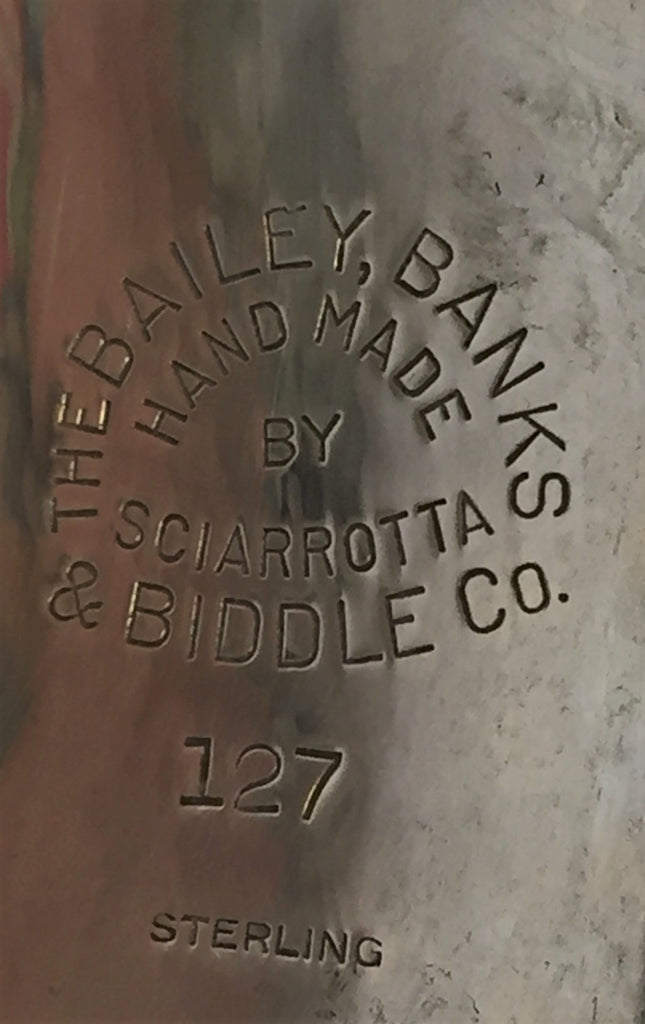 THE BAILEY, BANKS
HAND MADE
BY
SCIARROTTA
& BIDDLE CO.
127
STERLING